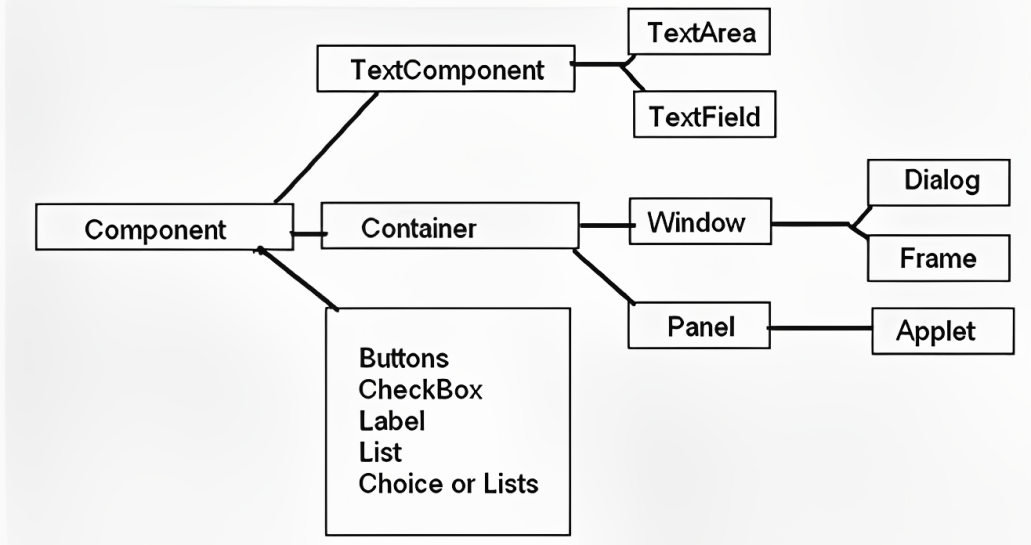 TextArea
TextComponent
TextField
Dialog
Component
Container
Window
Frame
Panel
Applet
Buttons
CheckBox
Label
List
Choice or Lists